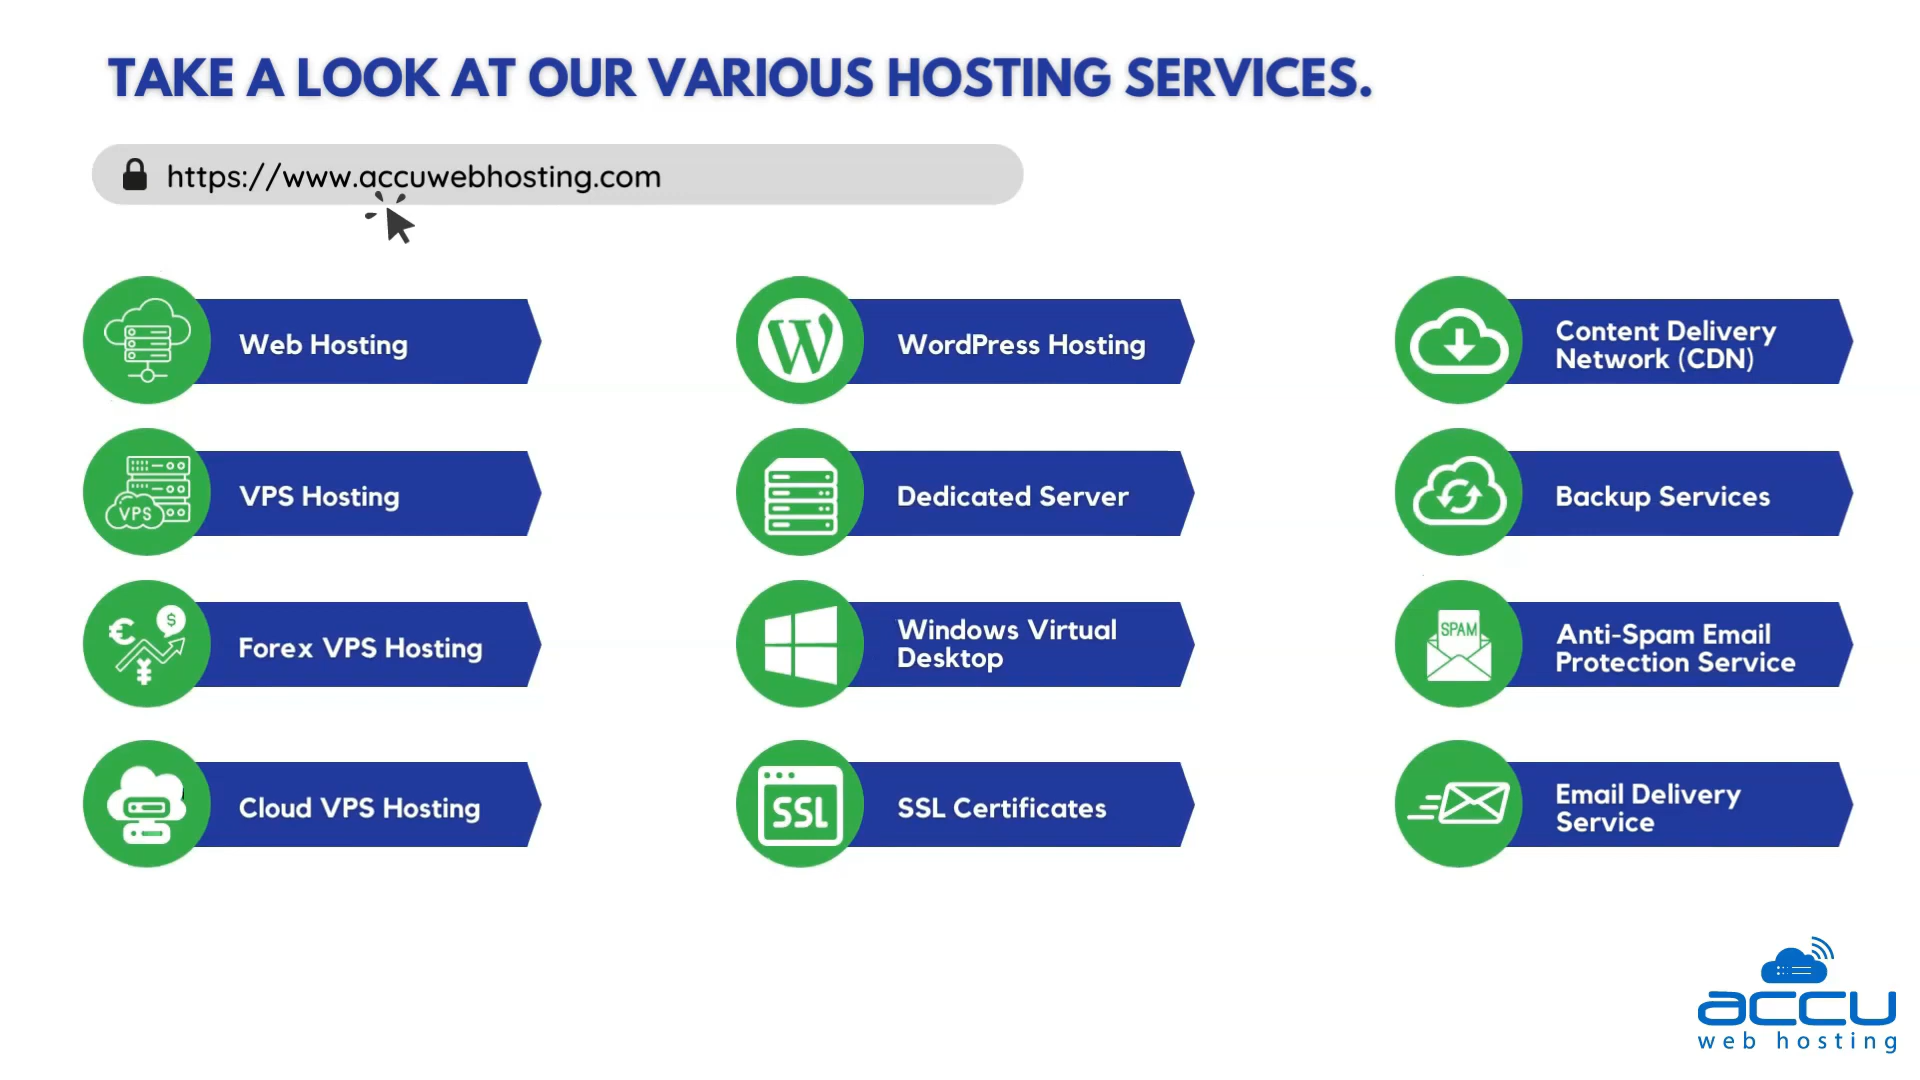 TAKE A LOOK AT OUR VARIOUS HOSTING SERVICES.
https://www.accuwebhosting.com
Web Hosting
VPS Hosting
VPS
Forex VPS Hosting
€ $ ¥
Cloud VPS Hosting
W
WordPress Hosting
Dedicated Server
Windows Virtual
Desktop
SSL
SSL Certificates
Content Delivery
Network (CDN)
Backup Services
SPAM
Anti-Spam Email
Protection Service
Email Delivery
Service
accu
web hosting